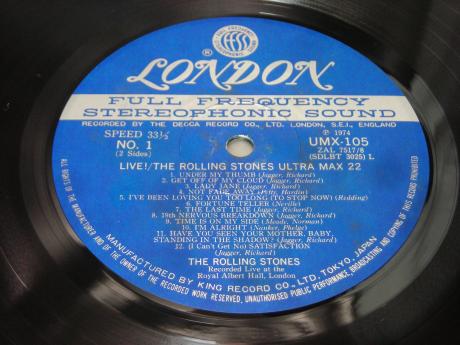 FULL FREQUENCY
FFSS
STEREOPHONIC SOUND
®
LONDON
FULL FREQUENCY
STEREOPHONIC SOUND
RECORDED BY THE DECCA RECORD CO., LTD. LONDON, S.E.I., ENGLAND
SPEED 33⅓
NO. 1
(2 Sides)
℗ 1974
UMX-105
2AL 7517/8
(SDLBT 3025) L
LIVE!/THE ROLLING STONES ULTRA MAX 22
1. UNDER MY THUMB (Jagger, Richard)
2. GET OFF OF MY CLOUD (Jagger, Richard)
3. LADY JANE (Jagger, Richard)
4. NOT FADE AWAY (Petty, Hardin)
5. I'VE BEEN LOVING YOU TOO LONG (TO STOP NOW) (Redding)
6. FORTUNE TELLER (Neville)
7. THE LAST TIME (Jagger, Richard)
8. 19th NERVOUS BREAKDOWN (Jagger, Richard)
9. TIME IS ON MY SIDE (Meade, Norman)
10. I'M ALRIGHT (Nanker, Phelge)
11. HAVE YOU SEEN YOUR MOTHER, BABY,
STANDING IN THE SHADOW? (Jagger, Richard)
12. (I Can't Get No) SATISFACTION
(Jagger, Richard)
THE ROLLING STONES
Recorded Live at the
Royal Albert Hall, London
MANUFACTURED BY KING RECORD CO., LTD, TOKYO, JAPAN
ALL RIGHTS OF THE MANUFACTURER AND OF THE OWNER OF THE RECORDED WORK RESERVED, UNAUTHORISED PUBLIC PERFORMANCE, BROADCASTING AND COPYING OF THIS RECORD PROHIBITED